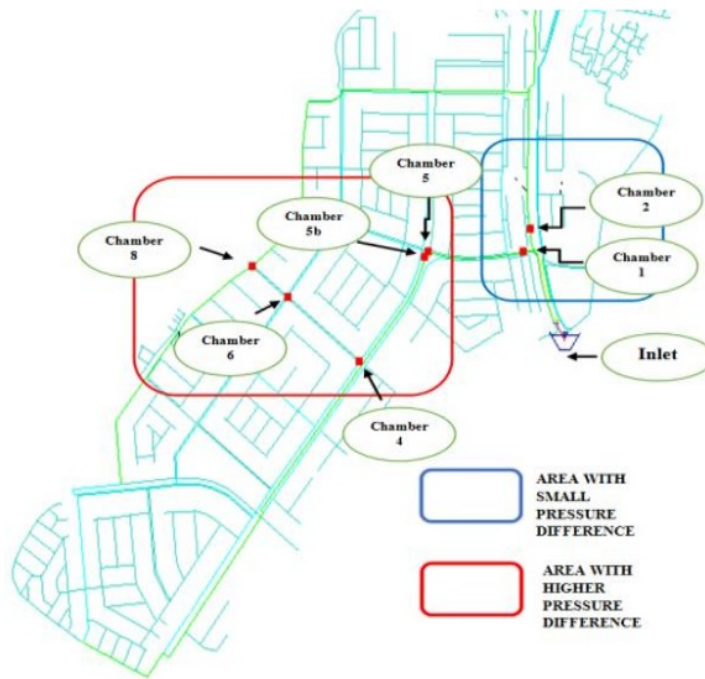 Chamber
5
Chamber
2
Chamber
5b
Chamber
8
Chamber
1
Chamber
6
Inlet
Chamber
4
AREA WITH
SMALL
PRESSURE
DIFFERENCE
AREA WITH
HIGHER
PRESSURE
DIFFERENCE